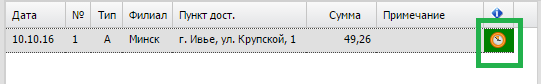 Дата № Тип Филиал Пункт дост. Сумма Примечание
10.10.16 1 А Минск г. Ивье, ул. Крупской, 1 49,26